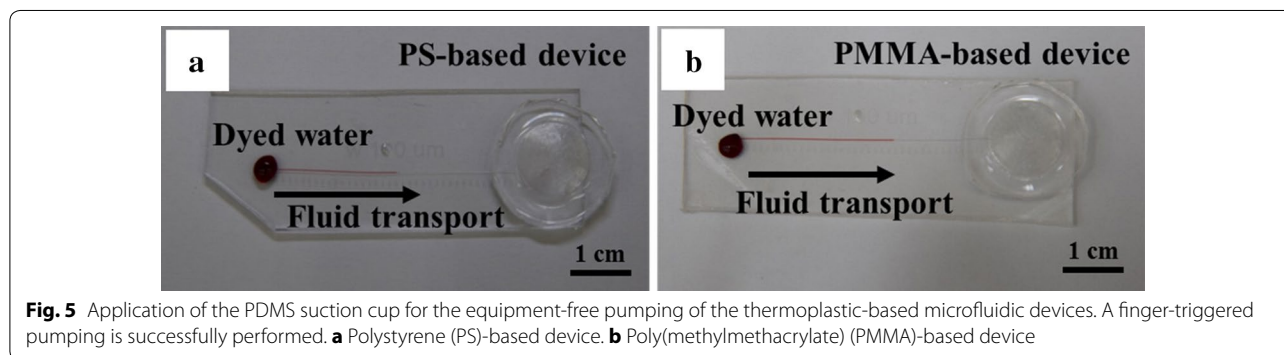 a
PS-based device
Dyed water
Fluid transport
1 cm
b
PMMA-based device
Dyed water
Fluid transport
1 cm
Fig. 5 Application of the PDMS suction cup for the equipment-free pumping of the thermoplastic-based microfluidic devices. A finger-triggered
pumping is successfully performed. a Polystyrene (PS)-based device. b Poly(methylmethacrylate) (PMMA)-based device